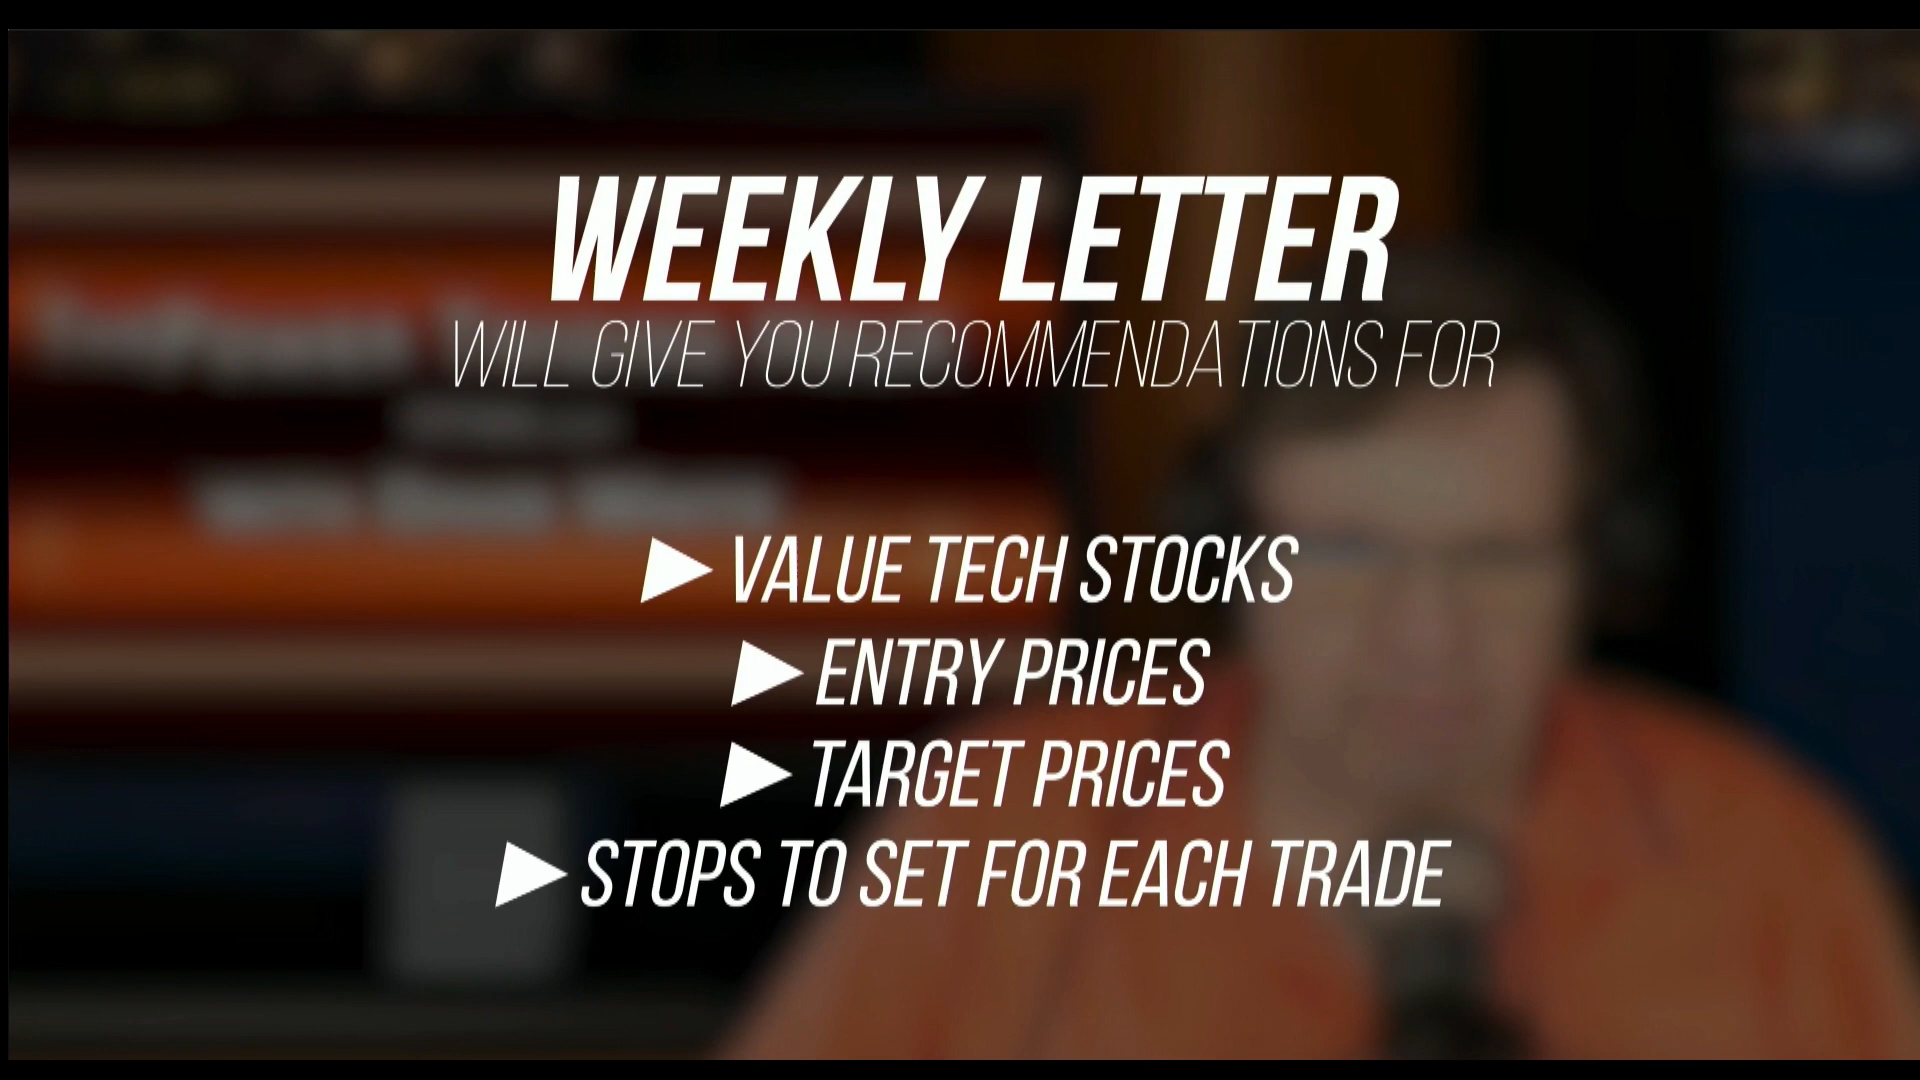 WEEKLY LETTER
WILL GIVE YOU RECOMMENDATIONS FOR
▶ VALUE TECH STOCKS
▶ ENTRY PRICES
▶ TARGET PRICES
▶ STOPS TO SET FOR EACH TRADE